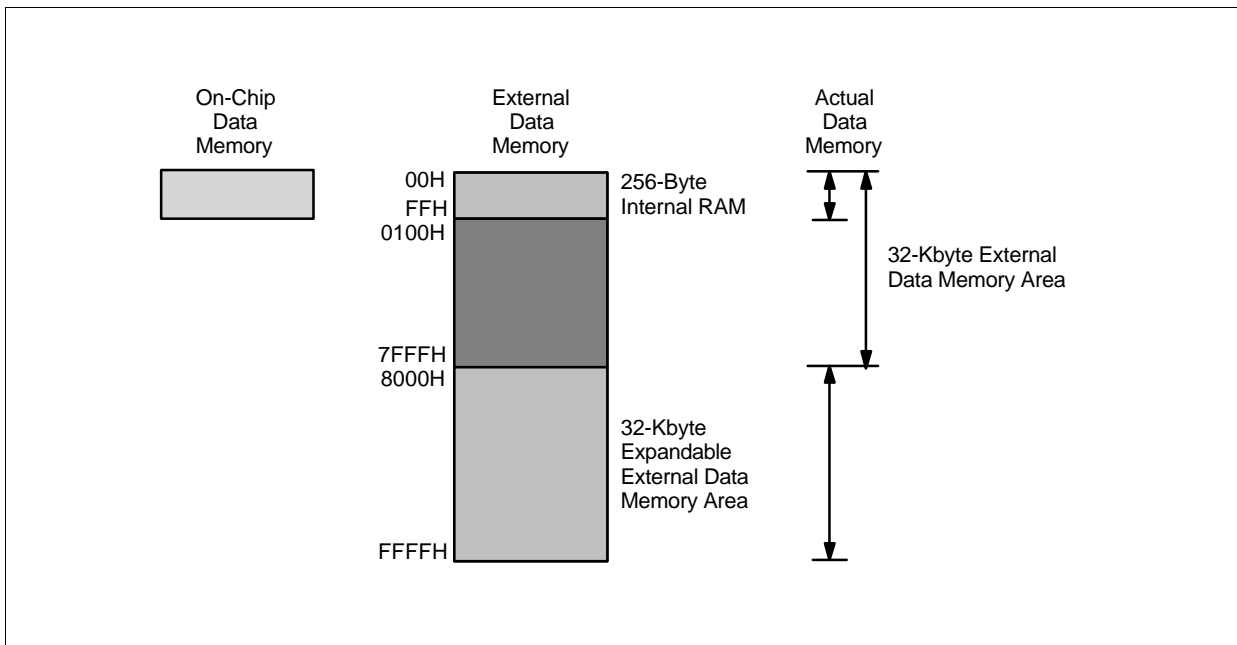 On-Chip
Data
Memory
External
Data
Memory
Actual
Data
Memory
00H
FFH
0100H
7FFFH
8000H
FFFFH
256-Byte
Internal RAM
32-Kbyte External
Data Memory Area
32-Kbyte
Expandable
External Data
Memory Area